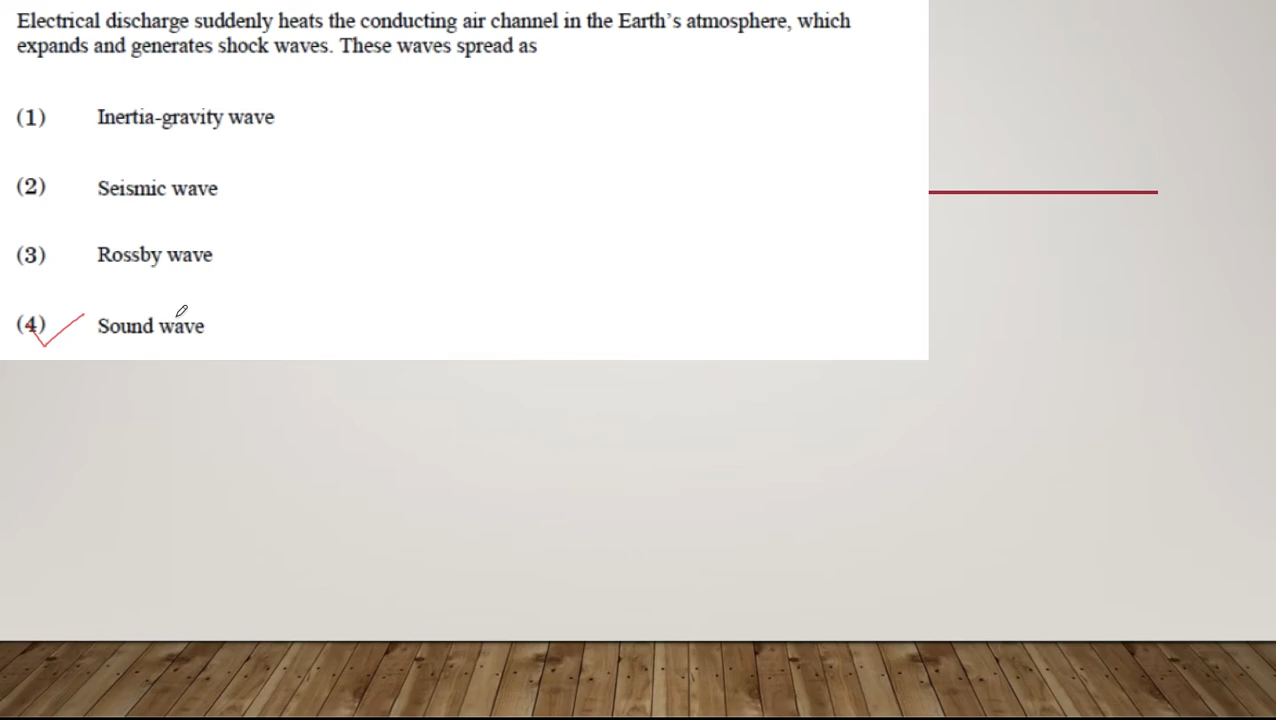 Electrical discharge suddenly heats the conducting air channel in the Earth's atmosphere, which
expands and generates shock waves. These waves spread as
(1) Inertia-gravity wave
(2) Seismic wave
(3) Rossby wave
(4) Sound wave